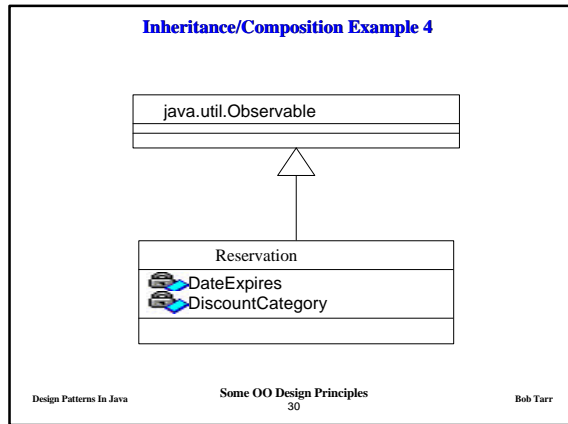 Inheritance/Composition Example 4
java.util.Observable
Reservation
DateExpires
DiscountCategory
Design Patterns In Java
Some OO Design Principles
30
Bob Tarr